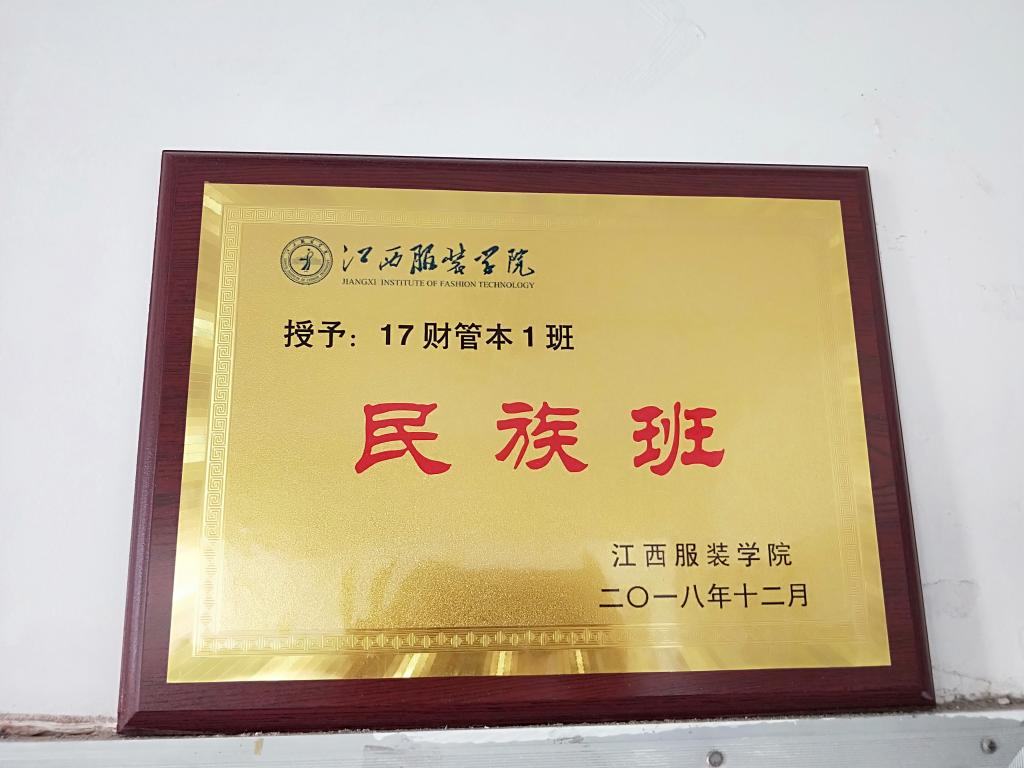 江西服装学院
JIANGXI INSTITUTE OF FASHION TECHNOLOGY
授予：17财管本1班
民族班
江西服装学院
二〇一八年十二月